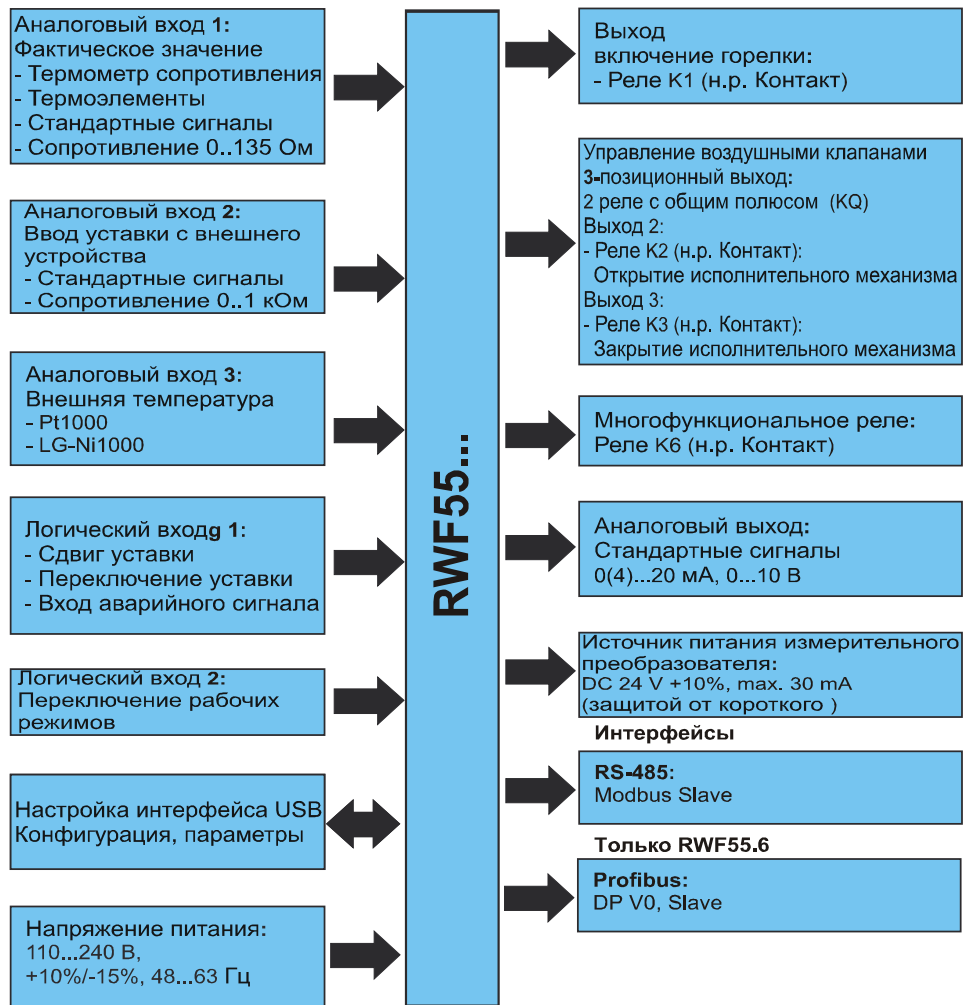 Аналоговый вход 1:
Фактическое значение
- Термометр сопротивления
- Термоэлементы
- Стандартные сигналы
- Сопротивление 0..135 Ом
Аналоговый вход 2:
Ввод уставки с внешнего
устройства
- Стандартные сигналы
- Сопротивление 0..1 кОм
Аналоговый вход 3:
Внешняя температура
- Pt1000
- LG-Ni1000
Логический входg 1:
- Сдвиг уставки
- Переключение уставки
- Вход аварийного сигнала
Логический вход 2:
Переключение рабочих
режимов
Настройка интерфейса USB
Конфигурация, параметры
Напряжение питания:
110...240 В,
+10%/-15%, 48...63 Гц
RWF55...
Выход
включение горелки:
- Реле K1 (н.р. Контакт)
Управление воздушными клапанами
3-позиционный выход:
2 реле с общим полюсом (KQ)
Выход 2:
- Реле K2 (н.р. Контакт):
Открытие исполнительного механизма
Выход 3:
- Реле K3 (н.р. Контакт):
Закрытие исполнительного механизма
Многофункциональное реле:
Реле K6 (н.р. Контакт)
Аналоговый выход:
Стандартные сигналы
0(4)...20 мА, 0...10 В
Источник питания измерительного
преобразователя:
DC 24 V +10%, max. 30 mA
(защитой от короткого )
Интерфейсы
RS-485:
Modbus Slave
Только RWF55.6
Profibus:
DP V0, Slave